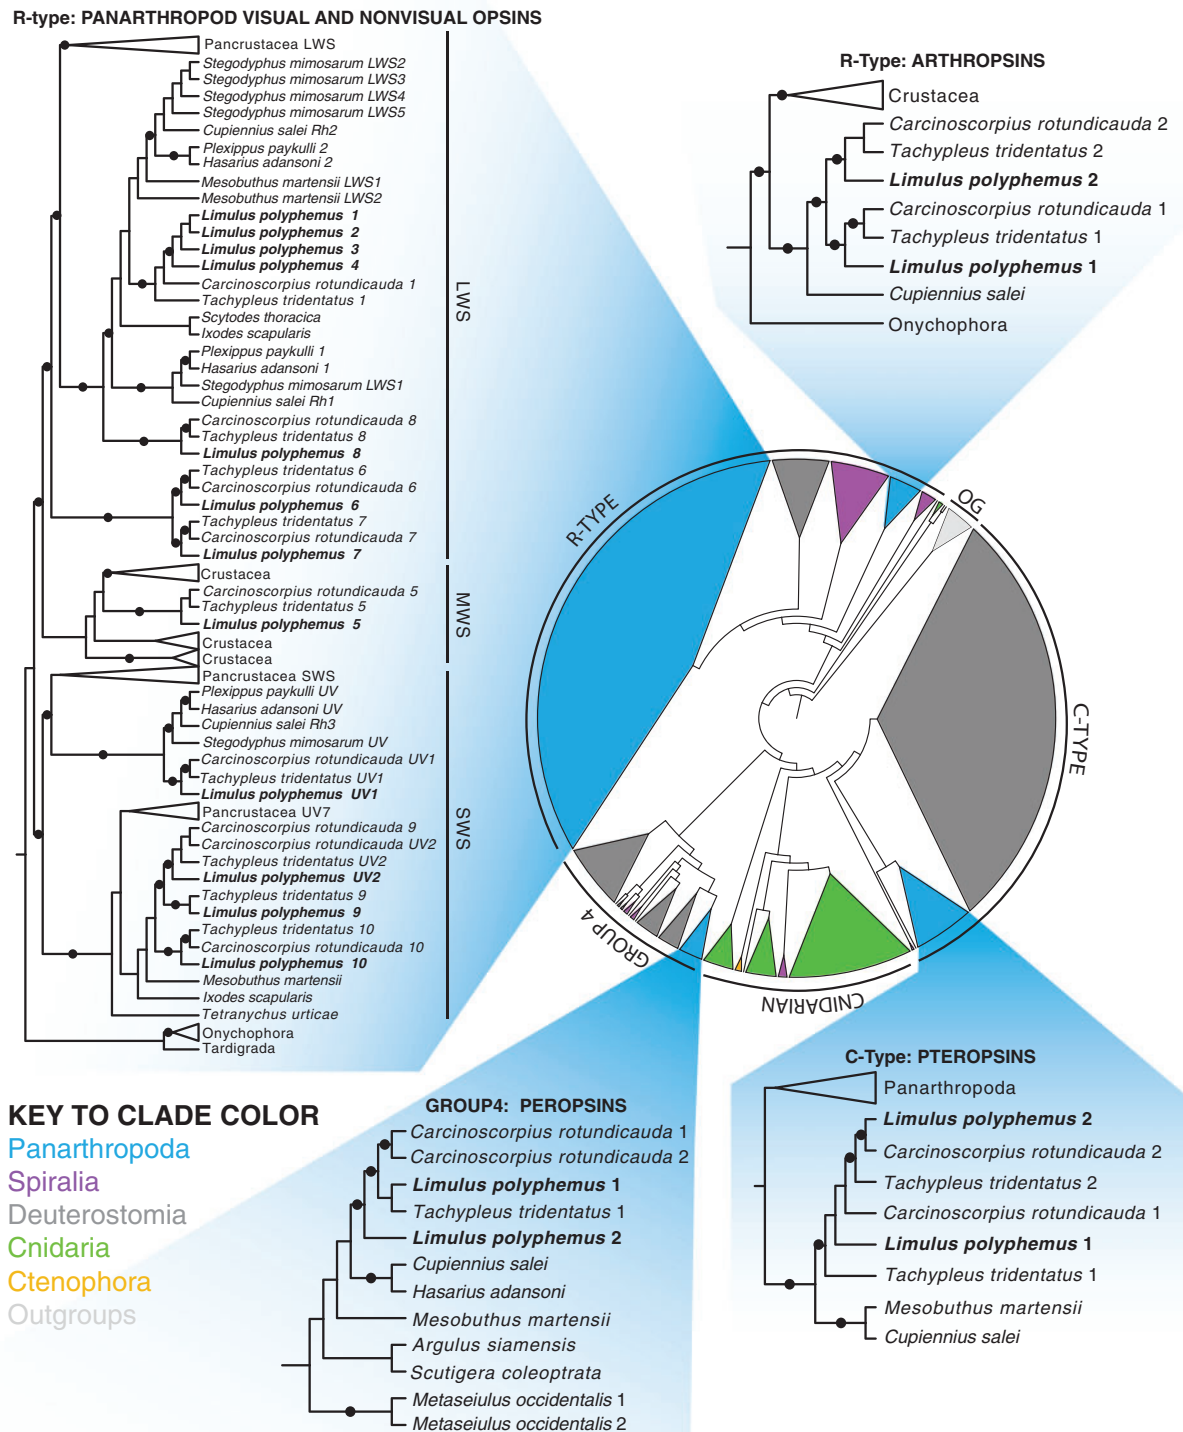 R-type: PANARTHROPOD VISUAL AND NONVISUAL OPSINS
Pancrustacea LWS
Stegodyphus mimosarum LWS2
Stegodyphus mimosarum LWS3
Stegodyphus mimosarum LWS4
Stegodyphus mimosarum LWS5
Cupiennius salei Rh2
Plexippus paykulli 2
Hasarius adansoni 2
Mesobuthus martensii LWS1
Mesobuthus martensii LWS2
Limulus polyphemus 1
Limulus polyphemus 2
Limulus polyphemus 3
Limulus polyphemus 4
Carcinoscorpius rotundicauda 1
Tachypleus tridentatus 1
Scytodes thoracica
Ixodes scapularis
Plexippus paykulli 1
Hasarius adansoni 1
Stegodyphus mimosarum LWS1
Cupiennius salei Rh1
Carcinoscorpius rotundicauda 8
Tachypleus tridentatus 8
Limulus polyphemus 8
Tachypleus tridentatus 6
Carcinoscorpius rotundicauda 6
Limulus polyphemus 6
Tachypleus tridentatus 7
Carcinoscorpius rotundicauda 7
Limulus polyphemus 7
LWS
Crustacea
Carcinoscorpius rotundicauda 5
Tachypleus tridentatus 5
Limulus polyphemus 5
Crustacea
Crustacea
MWS
Pancrustacea SWS
Plexippus paykulli UV
Hasarius adansoni UV
Cupiennius salei Rh3
Stegodyphus mimosarum UV
Carcinoscorpius rotundicauda UV1
Tachypleus tridentatus UV1
Limulus polyphemus UV1
Pancrustacea UV7
Carcinoscorpius rotundicauda 9
Carcinoscorpius rotundicauda UV2
Tachypleus tridentatus UV2
Limulus polyphemus UV2
Tachypleus tridentatus 9
Limulus polyphemus 9
Tachypleus tridentatus 10
Carcinoscorpius rotundicauda 10
Limulus polyphemus 10
Mesobuthus martensii
Ixodes scapularis
Tetranychus urticae
SWS
Onychophora
Tardigrada
R-Type: ARTHROPSINS
Crustacea
Carcinoscorpius rotundicauda 2
Tachypleus tridentatus 2
Limulus polyphemus 2
Carcinoscorpius rotundicauda 1
Tachypleus tridentatus 1
Limulus polyphemus 1
Cupiennius salei
Onychophora
R-TYPE
OG
C-TYPE
GROUP 4
CNIDARIAN
KEY TO CLADE COLOR
Panarthropoda
Spiralia
Deuterostomia
Cnidaria
Ctenophora
Outgroups
GROUP4: PEROPSINS
Carcinoscorpius rotundicauda 1
Carcinoscorpius rotundicauda 2
Limulus polyphemus 1
Tachypleus tridentatus 1
Limulus polyphemus 2
Cupiennius salei
Hasarius adansoni
Mesobuthus martensii
Argulus siamensis
Scutigera coleoptrata
Metaseiulus occidentalis 1
Metaseiulus occidentalis 2
C-Type: PTEROPSINS
Panarthropoda
Limulus polyphemus 2
Carcinoscorpius rotundicauda 2
Tachypleus tridentatus 2
Carcinoscorpius rotundicauda 1
Limulus polyphemus 1
Tachypleus tridentatus 1
Mesobuthus martensii
Cupiennius salei